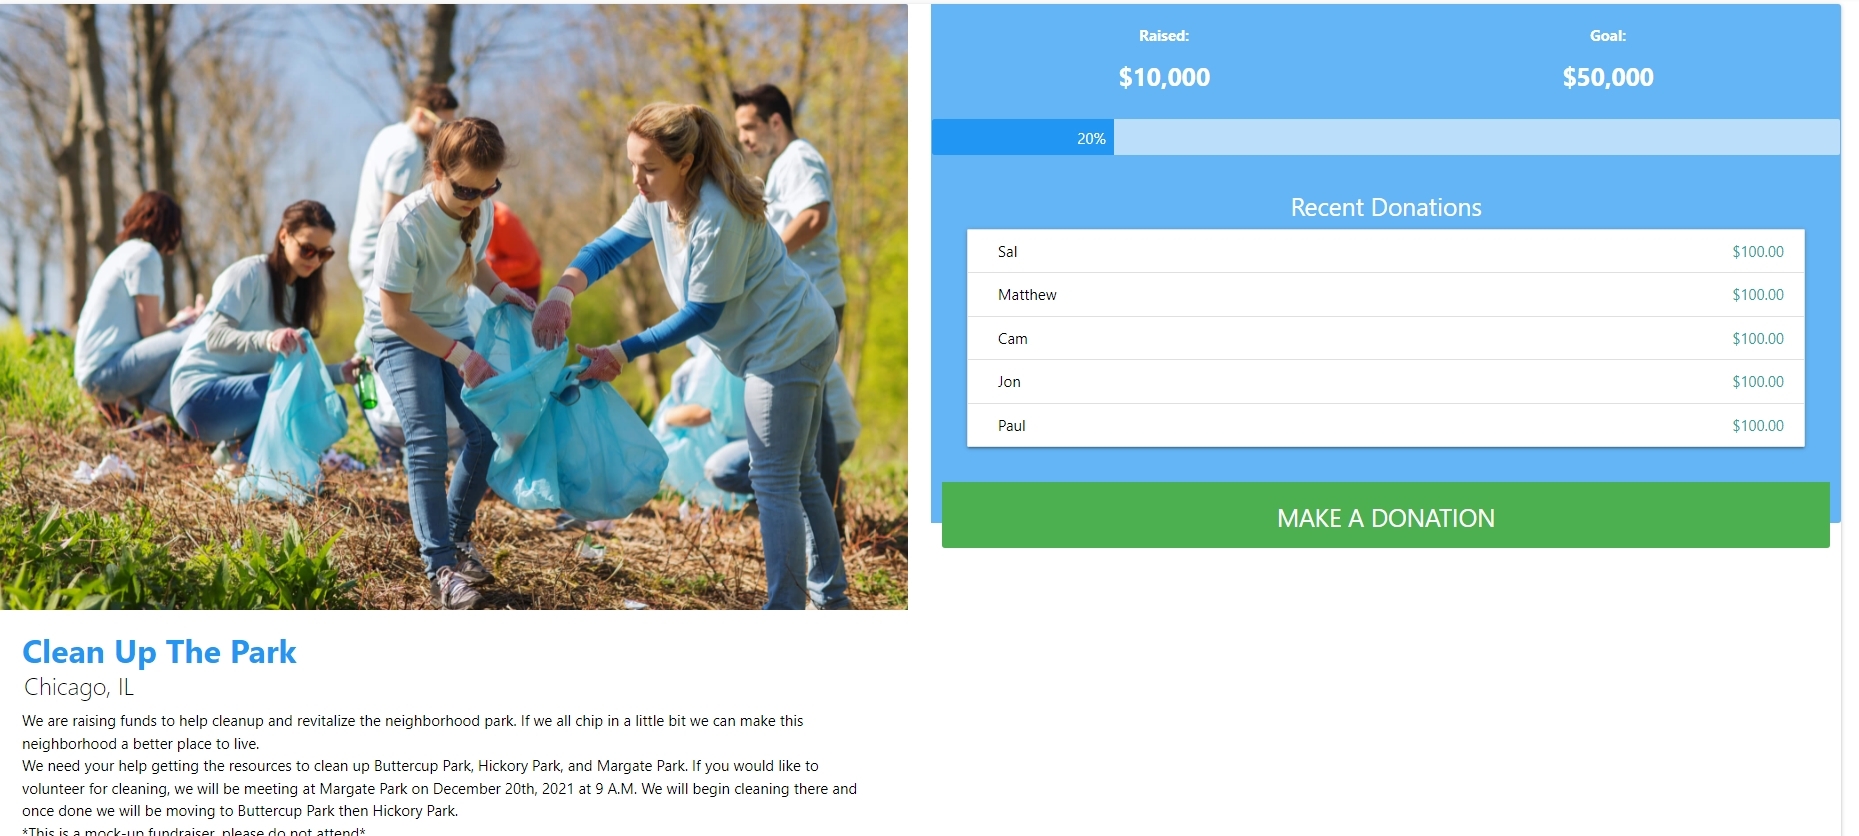 Raised:
Goal:
$10,000
$50,000
20%
Recent Donations
Sal $100.00
Matthew $100.00
Cam $100.00
Jon $100.00
Paul $100.00
MAKE A DONATION
Clean Up The Park
Chicago, IL
We are raising funds to help cleanup and revitalize the neighborhood park. If we all chip in a little bit we can make this
neighborhood a better place to live.
We need your help getting the resources to clean up Buttercup Park, Hickory Park, and Margate Park. If you would like to
volunteer for cleaning, we will be meeting at Margate Park on December 20th, 2021 at 9 A.M. We will begin cleaning there and
once done we will be moving to Buttercup Park then Hickory Park.
*This is a mock-up fundraiser, please do not attend*